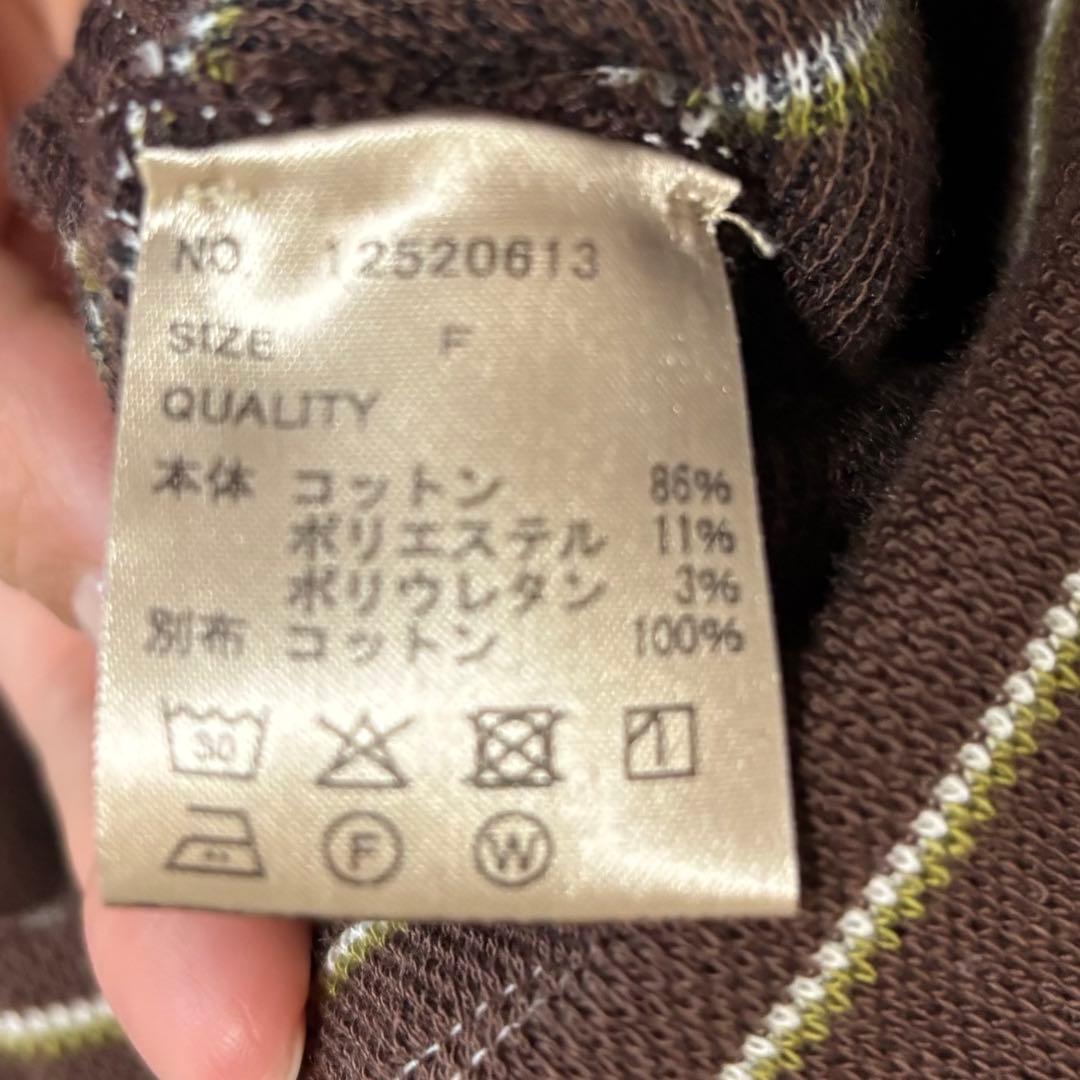 NO. 12520613
SIZE F
QUALITY
本体 コットン 86%
ポリエステル 11%
ポリウレタン 3%
別布 コットン 100%
30
F W